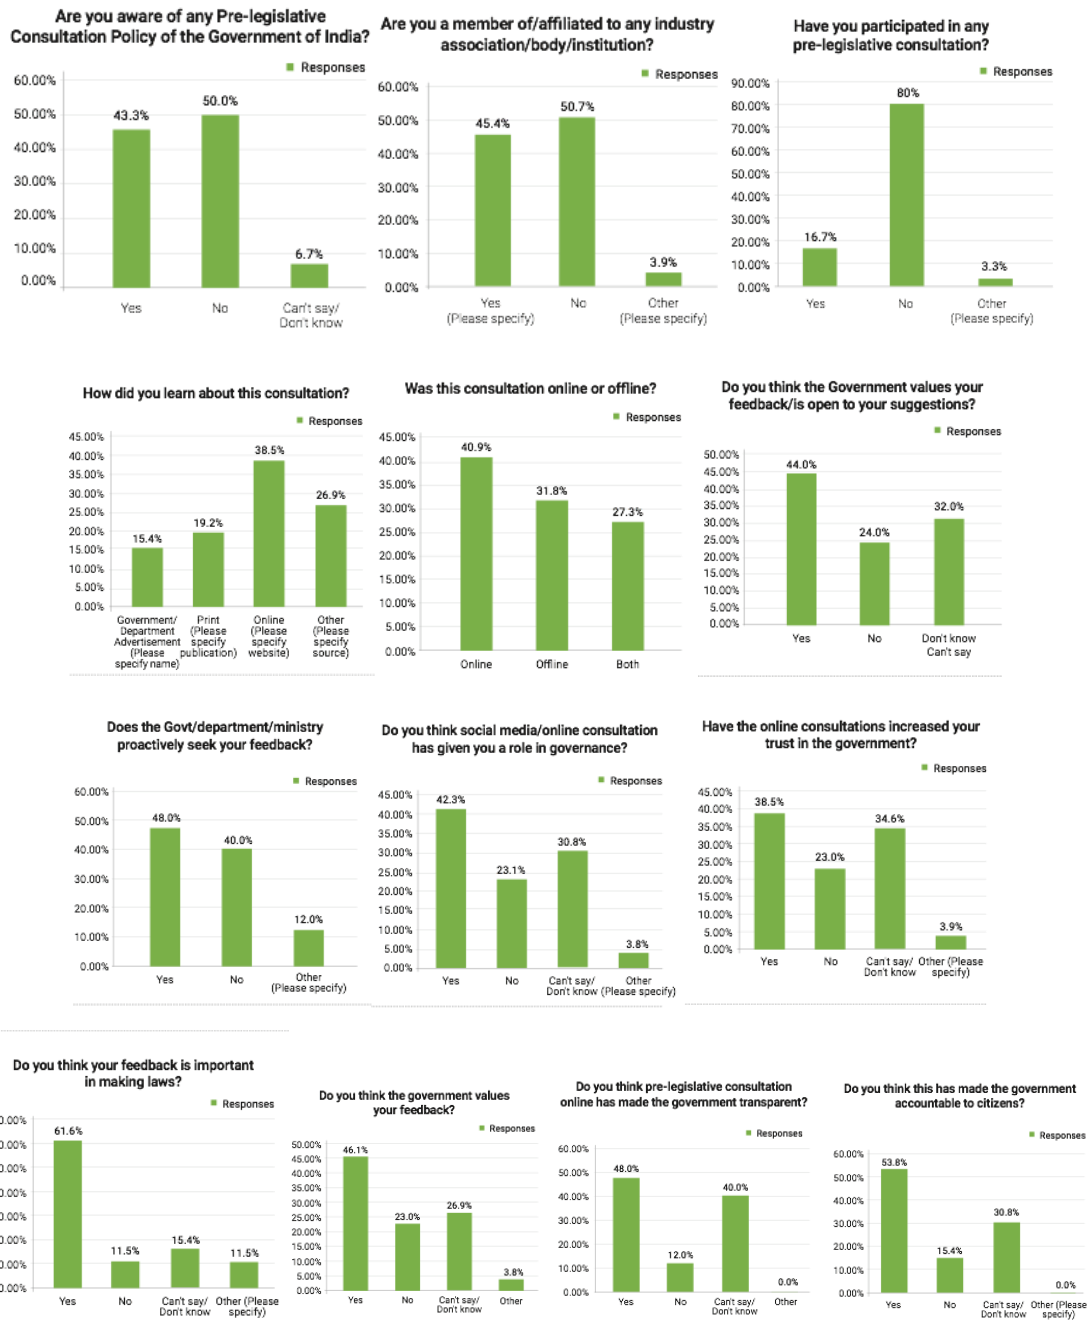 Are you aware of any Pre-legislative
Consultation Policy of the Government of India?
Responses
60.00%
50.00%
40.00%
30.00%
20.00%
10.00%
0.00%
43.3%
50.0%
6.7%
Yes
No
Can't say/
Don't know
Are you a member of/affiliated to any industry
association/body/institution?
Responses
60.00%
50.00%
40.00%
30.00%
20.00%
10.00%
0.00%
45.4%
50.7%
3.9%
Yes
(Please specify)
No
Other
(Please specify)
Have you participated in any
pre-legislative consultation?
Responses
90.00%
80.00%
70.00%
60.00%
50.00%
40.00%
30.00%
20.00%
10.00%
0.00%
16.7%
80%
3.3%
Yes
No
Other
(Please specify)
How did you learn about this consultation?
Responses
45.00%
40.00%
35.00%
30.00%
25.00%
20.00%
15.00%
10.00%
5.00%
0.00%
15.4%
19.2%
38.5%
26.9%
Government/
Department
Advertisement
(Please
specify name)
Print
(Please
specify
publication)
Online
(Please
specify
website)
Other
(Please
specify
source)
Was this consultation online or offline?
Responses
45.00%
40.00%
35.00%
30.00%
25.00%
20.00%
15.00%
10.00%
5.00%
0.00%
40.9%
31.8%
27.3%
Online
Offline
Both
Do you think the Government values your
feedback/is open to your suggestions?
Responses
50.00%
45.00%
40.00%
35.00%
30.00%
25.00%
20.00%
15.00%
10.00%
5.00%
0.00%
44.0%
24.0%
32.0%
Yes
No
Don't know
Can't say
Does the Govt/department/ministry
proactively seek your feedback?
Responses
60.00%
50.00%
40.00%
30.00%
20.00%
10.00%
0.00%
48.0%
40.0%
12.0%
Yes
No
Other
(Please specify)
Do you think social media/online consultation
has given you a role in governance?
Responses
45.00%
40.00%
35.00%
30.00%
25.00%
20.00%
15.00%
10.00%
5.00%
0.00%
42.3%
23.1%
30.8%
3.8%
Yes
No
Can't say/
Don't know
Other
(Please specify)
Have the online consultations increased your
trust in the government?
Responses
45.00%
40.00%
35.00%
30.00%
25.00%
20.00%
15.00%
10.00%
5.00%
0.00%
38.5%
23.0%
34.6%
3.9%
Yes
No
Can't say/
Don't know
Other (Please
specify)
Do you think your feedback is important
in making laws?
Responses
61.6%
11.5%
15.4%
11.5%
Yes
No
Can't say/
Don't know
Other (Please
specify)
Do you think the government values
your feedback?
Responses
50.00%
45.00%
40.00%
35.00%
30.00%
25.00%
20.00%
15.00%
10.00%
5.00%
0.00%
46.1%
23.0%
26.9%
3.8%
Yes
No
Can't say/
Don't know
Other
Do you think pre-legislative consultation
online has made the government transparent?
Responses
60.00%
50.00%
40.00%
30.00%
20.00%
10.00%
0.00%
48.0%
12.0%
40.0%
0.0%
Yes
No
Can't say/
Don't know
Other
Do you think this has made the government
accountable to citizens?
Responses
60.00%
50.00%
40.00%
30.00%
20.00%
10.00%
0.00%
53.8%
15.4%
30.8%
0.0%
Yes
No
Can't say/
Don't know
Other (Please
specify)